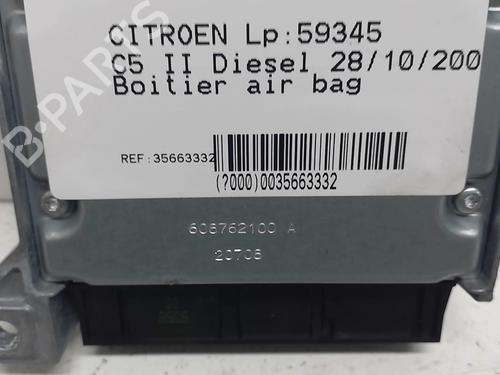 CITROEN Lp:59345
C5 II Diesel 28/10/200
Boitier air bag
REF:35663332
(?000)0035663332
606762100 A
20706
B-PARTS